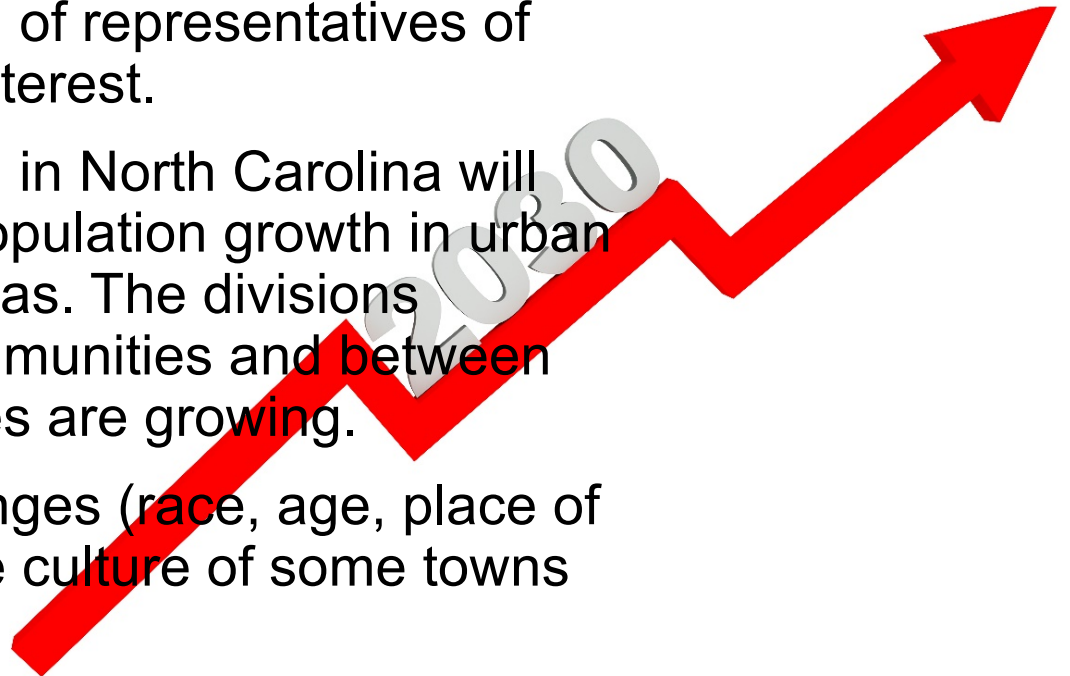 of representatives of
terest.
in North Carolina will
opulation growth in urban
as. The divisions
munities and between
es are growing.
nges (race, age, place of
e culture of some towns
2030